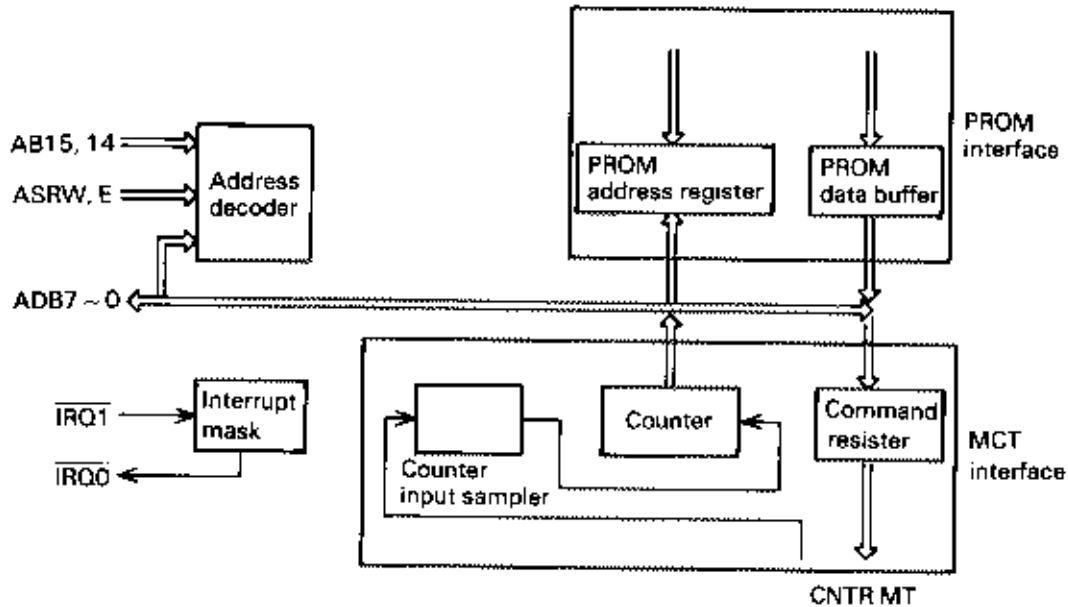 AB15, 14
ASRW, E
Address
decoder
ADB7 ~ 0
PROM
address register
PROM
data buffer
PROM
interface
IRQ1
IRQ0
Interrupt
mask
Counter
input sampler
Counter
Command
resister
MCT
interface
CNTR MT